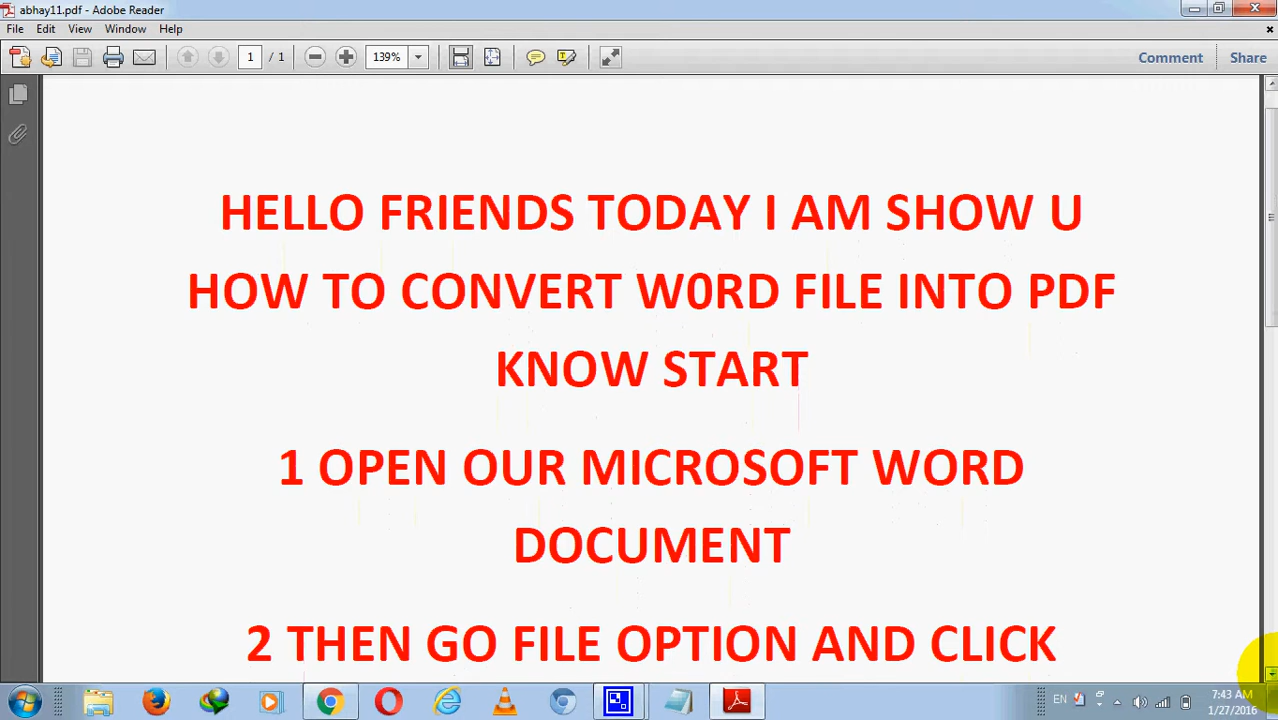 abhay11.pdf - Adobe Reader
File Edit View Window Help
1 / 1 139% Comment Share
HELLO FRIENDS TODAY I AM SHOW U
HOW TO CONVERT W0RD FILE INTO PDF
KNOW START
1 OPEN OUR MICROSOFT WORD
DOCUMENT
2 THEN GO FILE OPTION AND CLICK
EN 7:43 AM
1/27/2016